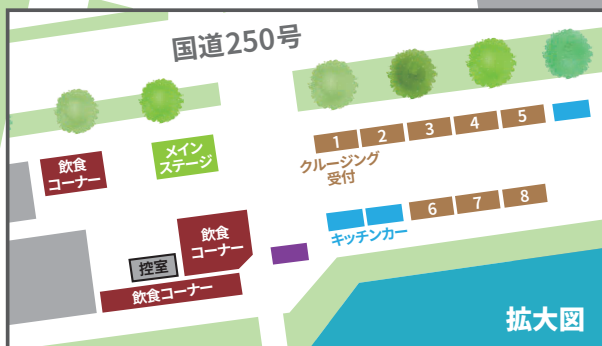 国道250号
飲食
コーナー
メイン
ステージ
1
2
3
4
5
クルージング
受付
飲食
コーナー
控室
飲食コーナー
キッチンカー
6
7
8
拡大図